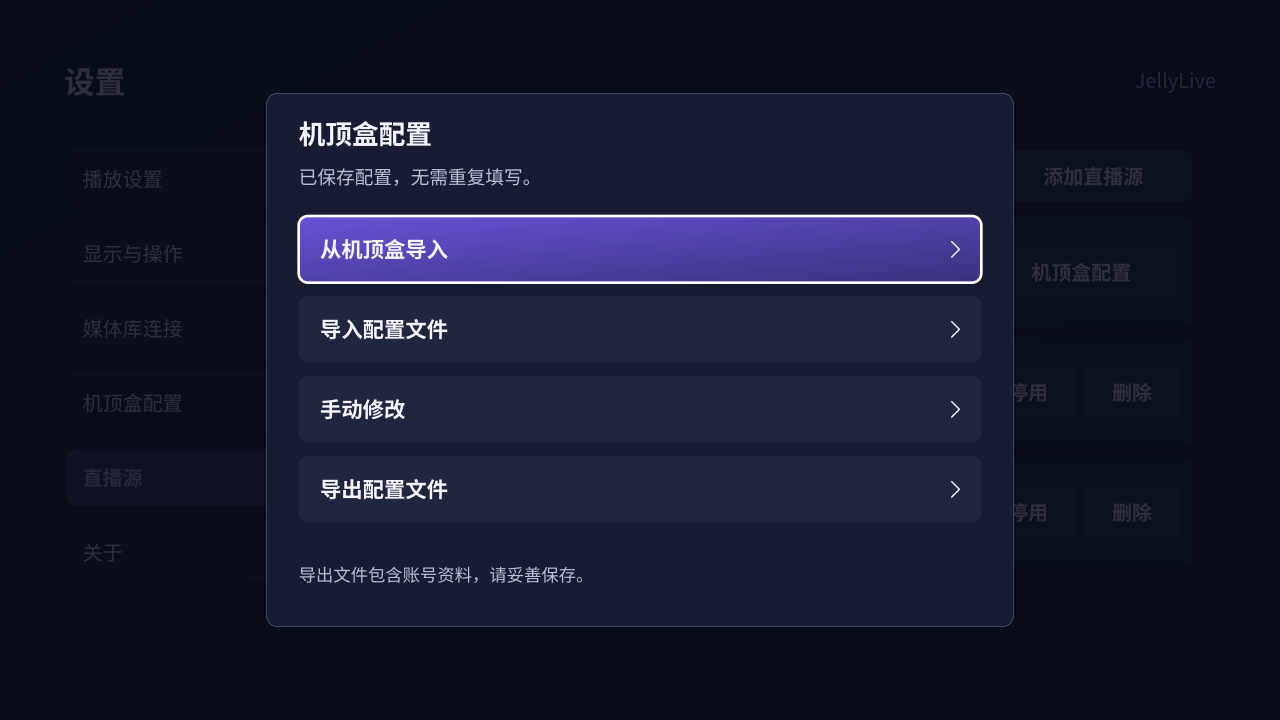 设置
JellyLive
机顶盒配置
已保存配置，无需重复填写。
从机顶盒导入
导入配置文件
手动修改
导出配置文件
导出文件包含账号资料，请妥善保存。
播放设置
显示与操作
媒体库连接
机顶盒配置
直播源
关于
添加直播源
机顶盒配置
停用
删除
停用
删除